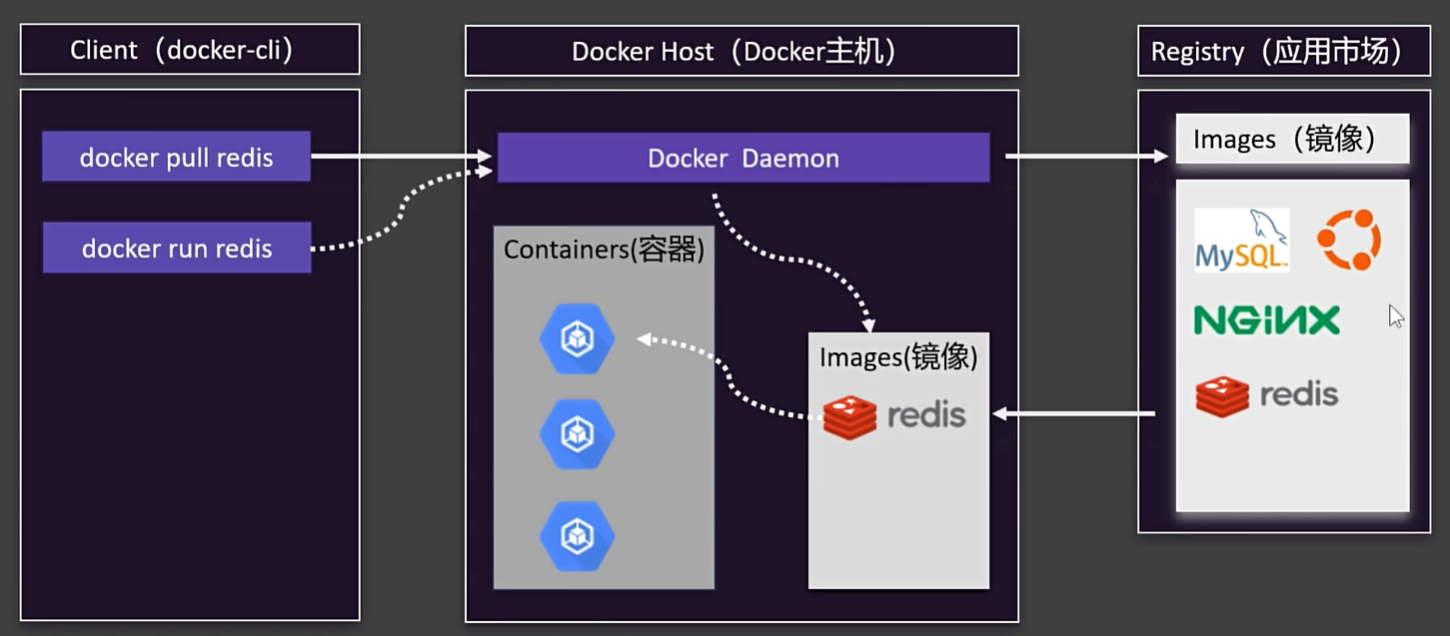 Client（docker-cli）
docker pull redis
docker run redis
Docker Host（Docker主机）
Docker Daemon
Containers(容器)
Images(镜像)
redis
Registry（应用市场）
Images（镜像）
MySQL
NGINX
redis